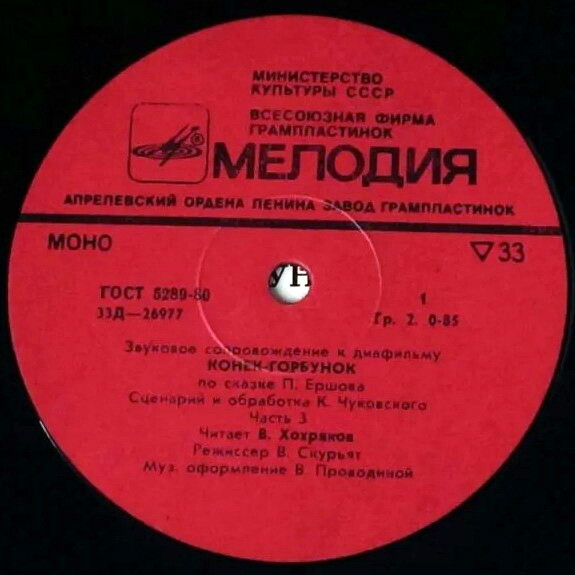 МИНИСТЕРСТВО
КУЛЬТУРЫ СССР
ВСЕСОЮЗНАЯ ФИРМА
ГРАМПЛАСТИНОК
МЕЛОДИЯ
АПРЕЛЕВСКИЙ ОРДЕНА ЛЕНИНА ЗАВОД ГРАМПЛАСТИНОК
МОНО ▽ 33
УН
ГОСТ 5289-80 1
33Д—26977 Гр. 2. 0-85
Звуковое сопровождение к диафильму
КОНЕК-ГОРБУНОК
по сказке П. Ершова
Сценарий и обработка К. Чуковского
Часть 3
Читает В. Хохряков
Режиссер В. Скурьят
Муз. оформление В. Проводиной